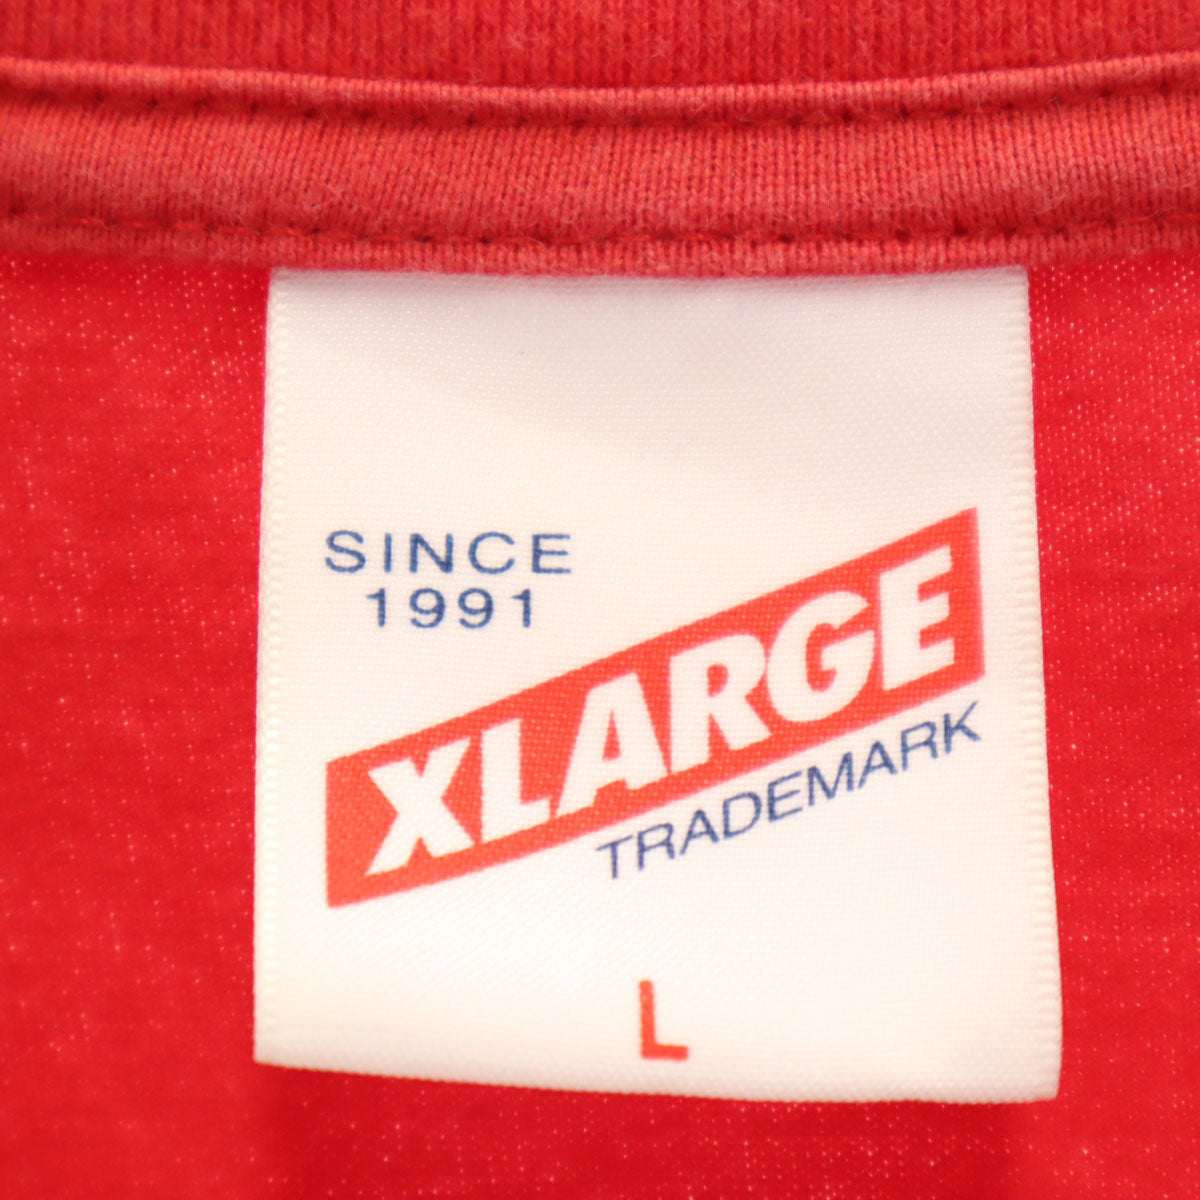 SINCE
1991
XLARGE
TRADEMARK
L